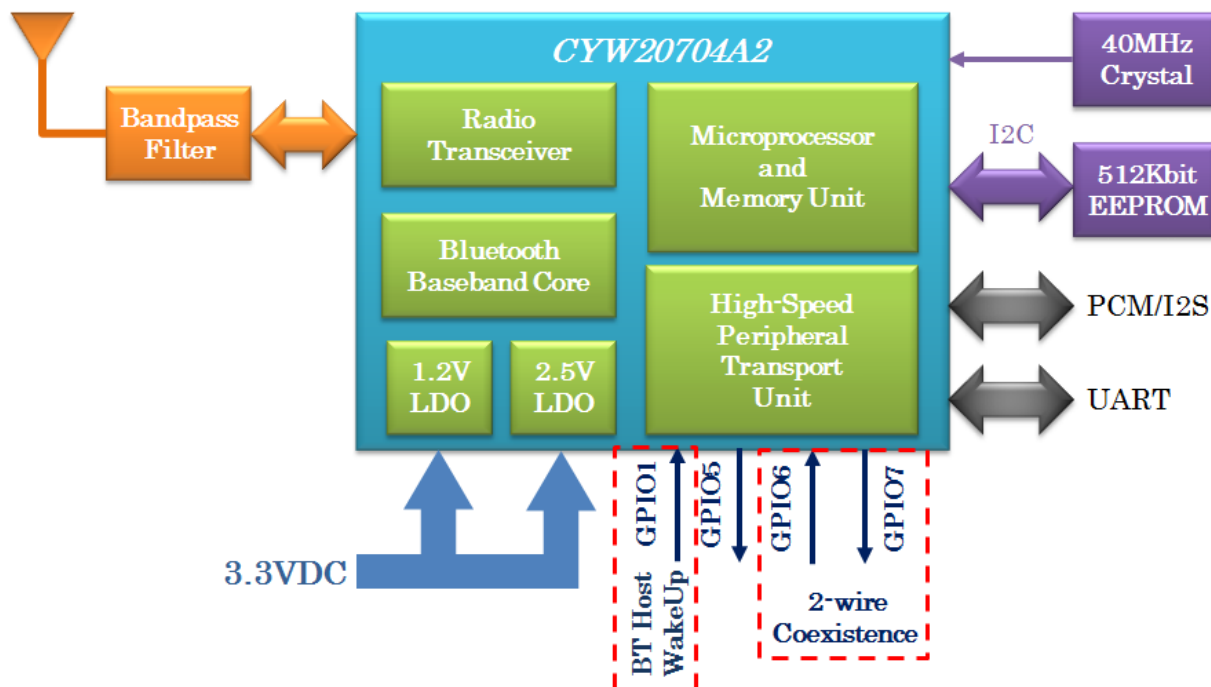 CYW20704A2
40MHz
Crystal
Bandpass
Filter
Radio
Transceiver
Microprocessor
and
Memory Unit
I2C
512Kbit
EEPROM
Bluetooth
Baseband Core
High-Speed
Peripheral
Transport
Unit
PCM/I2S
1.2V
LDO
2.5V
LDO
UART
3.3VDC
BT Host GPIO1
WakeUp
GPIO5
GPIO6
GPIO7
2-wire
Coexistence